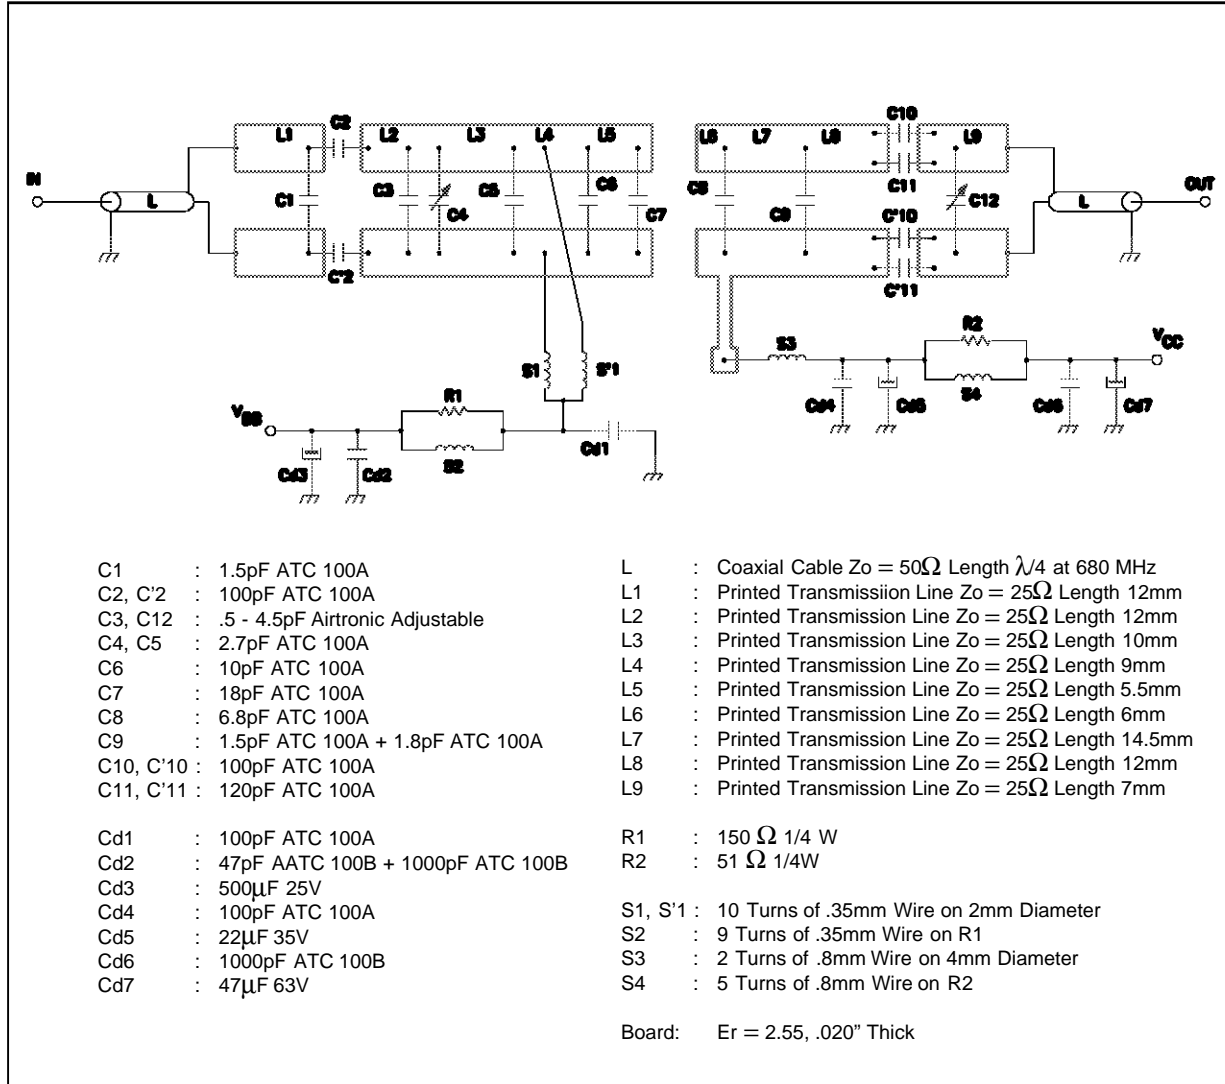 L1 C2 L2 L3 L4 L5 L6 L7 L8 C10 L9
IN L C1 C3 C4 C5 C6 C7 C8 C9 C11 C'10 C12 L OUT
C'2 C'11
S1 S'1 S3 R2 VCC
VBB R1 Cd4 Cd5 S4 Cd6 Cd7
Cd3 Cd2 S2 Cd1
C1 : 1.5pF ATC 100A
C2, C'2 : 100pF ATC 100A
C3, C12 : .5 - 4.5pF Airtronic Adjustable
C4, C5 : 2.7pF ATC 100A
C6 : 10pF ATC 100A
C7 : 18pF ATC 100A
C8 : 6.8pF ATC 100A
C9 : 1.5pF ATC 100A + 1.8pF ATC 100A
C10, C'10 : 100pF ATC 100A
C11, C'11 : 120pF ATC 100A
Cd1 : 100pF ATC 100A
Cd2 : 47pF AATC 100B + 1000pF ATC 100B
Cd3 : 500µF 25V
Cd4 : 100pF ATC 100A
Cd5 : 22µF 35V
Cd6 : 1000pF ATC 100B
Cd7 : 47µF 63V
L : Coaxial Cable Zo = 50Ω Length λ/4 at 680 MHz
L1 : Printed Transmissiion Line Zo = 25Ω Length 12mm
L2 : Printed Transmission Line Zo = 25Ω Length 12mm
L3 : Printed Transmission Line Zo = 25Ω Length 10mm
L4 : Printed Transmission Line Zo = 25Ω Length 9mm
L5 : Printed Transmission Line Zo = 25Ω Length 5.5mm
L6 : Printed Transmission Line Zo = 25Ω Length 6mm
L7 : Printed Transmission Line Zo = 25Ω Length 14.5mm
L8 : Printed Transmission Line Zo = 25Ω Length 12mm
L9 : Printed Transmission Line Zo = 25Ω Length 7mm
R1 : 150 Ω 1/4 W
R2 : 51 Ω 1/4W
S1, S'1 : 10 Turns of .35mm Wire on 2mm Diameter
S2 : 9 Turns of .35mm Wire on R1
S3 : 2 Turns of .8mm Wire on 4mm Diameter
S4 : 5 Turns of .8mm Wire on R2
Board: Er = 2.55, .020" Thick